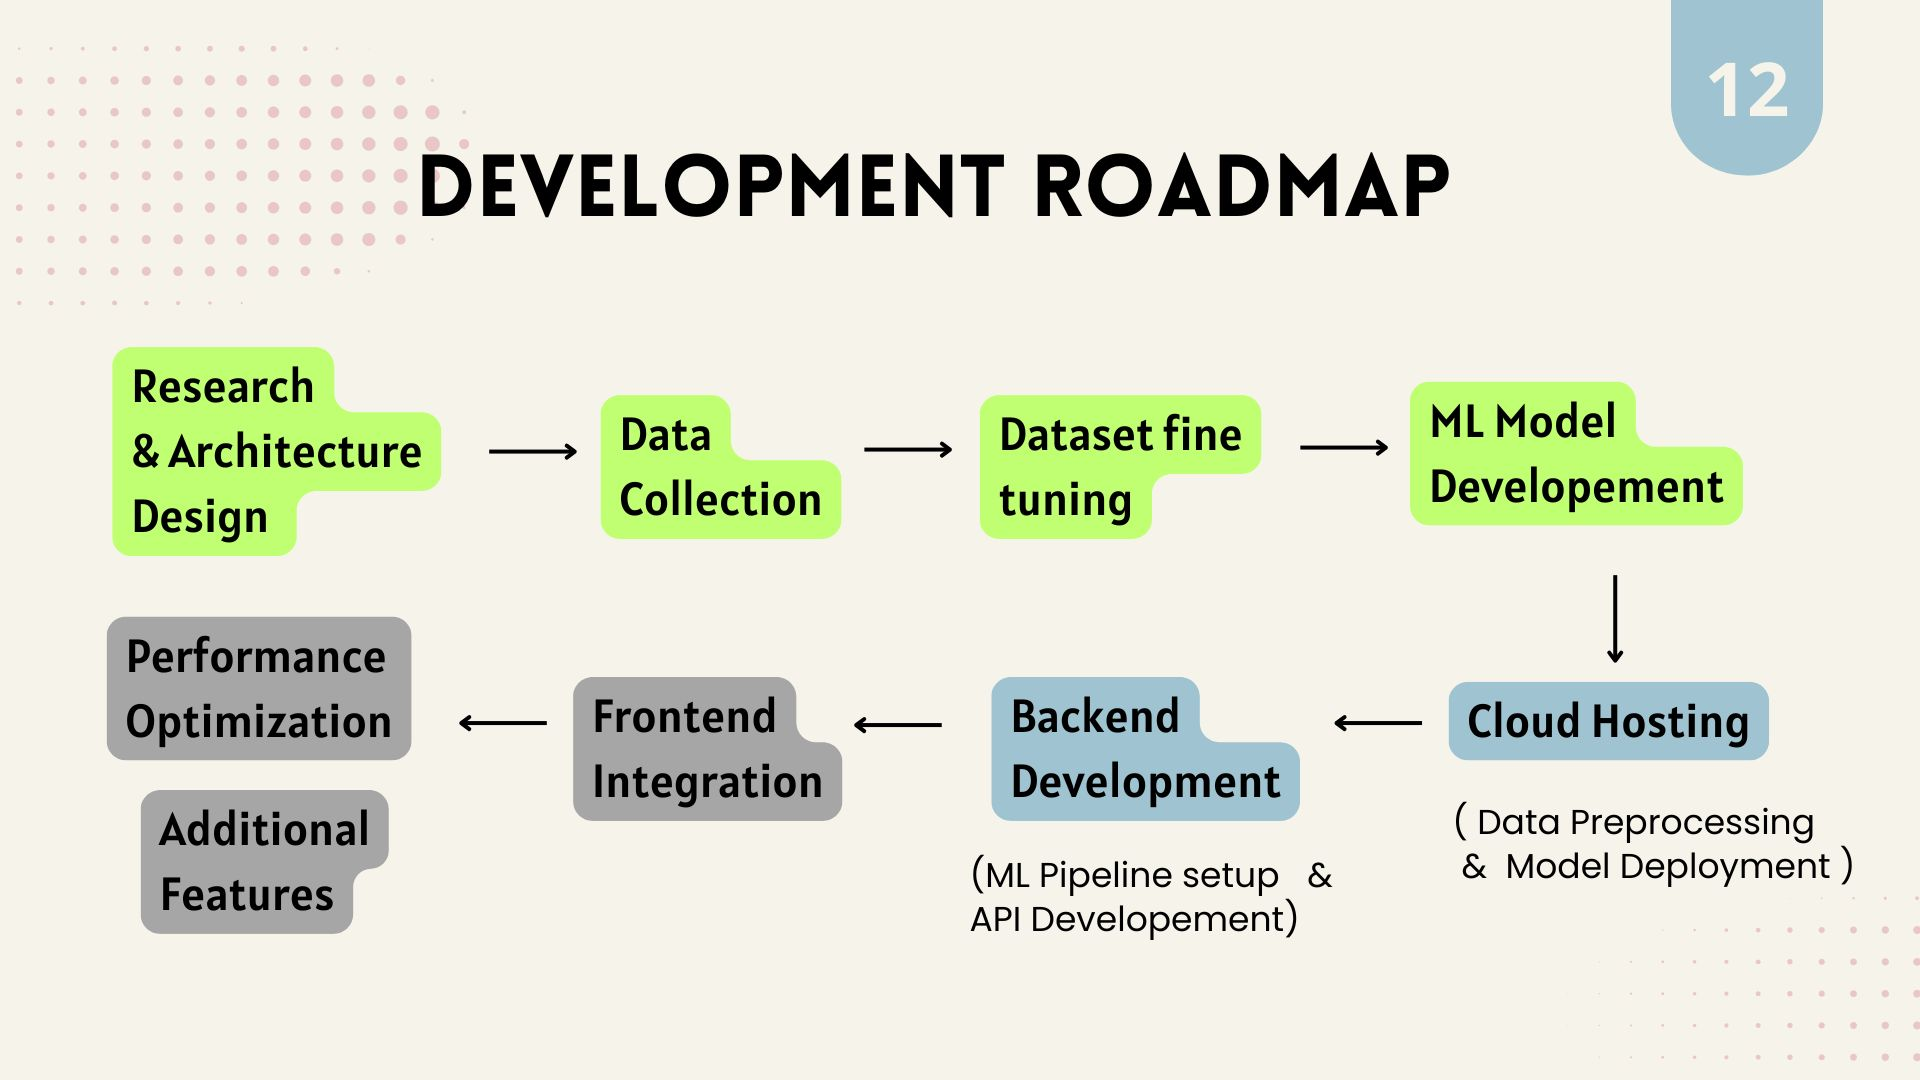 12
DEVELOPMENT ROADMAP
Research
& Architecture
Design
Data
Collection
Dataset fine
tuning
ML Model
Developement
Cloud Hosting
( Data Preprocessing
& Model Deployment )
Backend
Development
(ML Pipeline setup &
API Developement)
Frontend
Integration
Performance
Optimization
Additional
Features